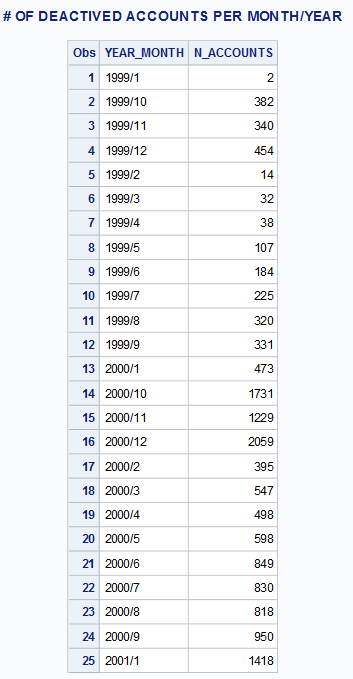 # OF DEACTIVED ACCOUNTS PER MONTH/YEAR
Obs YEAR_MONTH N_ACCOUNTS
1 1999/1 2
2 1999/10 382
3 1999/11 340
4 1999/12 454
5 1999/2 14
6 1999/3 32
7 1999/4 38
8 1999/5 107
9 1999/6 184
10 1999/7 225
11 1999/8 320
12 1999/9 331
13 2000/1 473
14 2000/10 1731
15 2000/11 1229
16 2000/12 2059
17 2000/2 395
18 2000/3 547
19 2000/4 498
20 2000/5 598
21 2000/6 849
22 2000/7 830
23 2000/8 818
24 2000/9 950
25 2001/1 1418